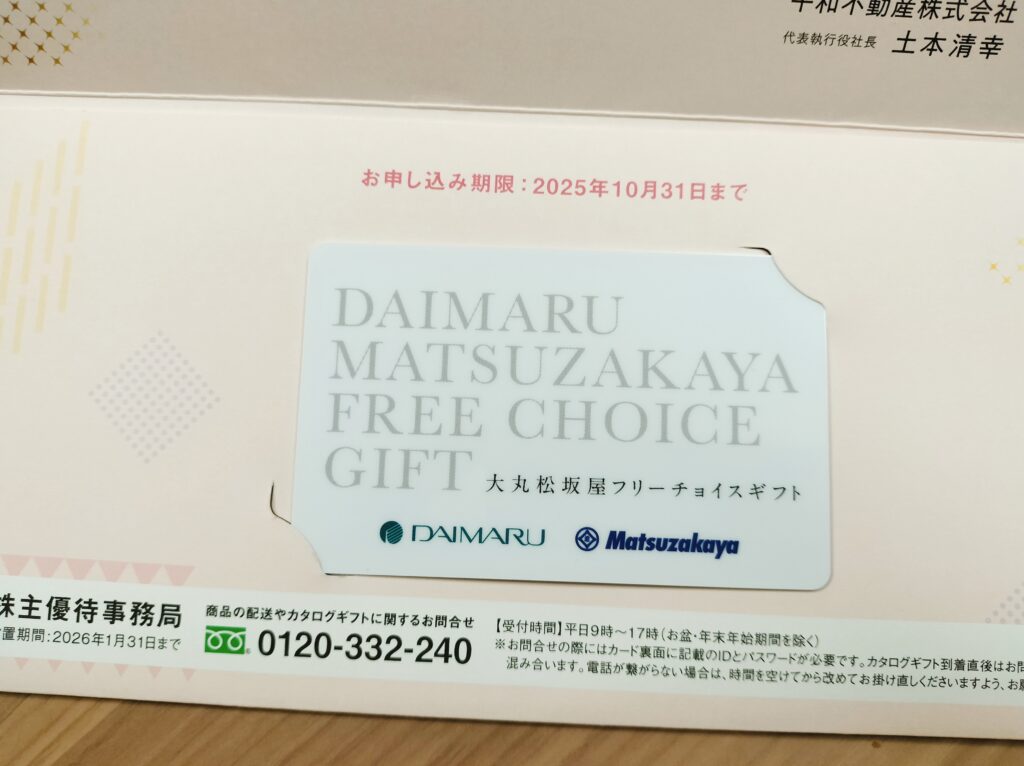 平和不動産株式会社
代表執行役社長 土本清幸
お申し込み期限：2025年10月31日まで
DAIMARU
MATSUZAKAYA
FREE CHOICE
GIFT 大丸松坂屋フリーチョイスギフト
DAIMARU Matsuzakaya
株主優待事務局
置期間：2026年1月31日まで
商品の配送やカタログギフトに関するお問合せ
0120-332-240
【受付時間】平日9時〜17時（お盆・年末年始期間を除く）
※お問合せの際にはカード裏面に記載のIDとパスワードが必要です。カタログギフト到着直後はお問
混み合います。電話が繋がらない場合は、時間を空けてから改めてお掛け直しくださいますよう、お願